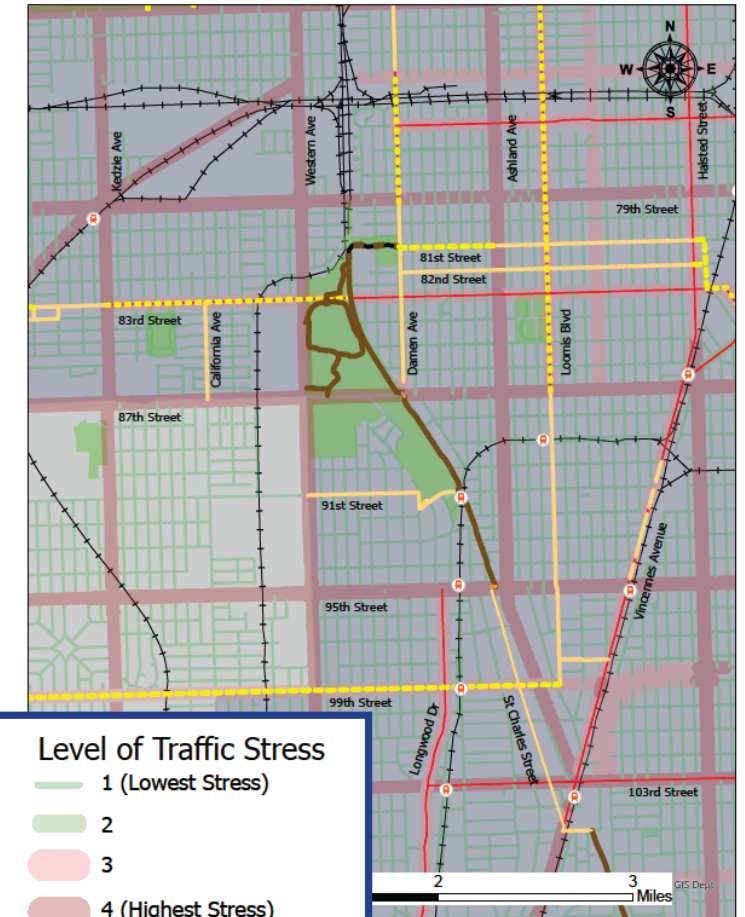 N
W
E
S
Kedzie Ave
Western Ave
Ashland Ave
Halsted Street
79th Street
81st Street
82nd Street
83rd Street
California Ave
Damen Ave
Loomis Blvd
87th Street
91st Street
Vincennes Avenue
95th Street
99th Street
Longwood Dr
St Charles Street
103rd Street
Level of Traffic Stress
1 (Lowest Stress)
2
3
4 (Highest Stress)
2
3
Miles
GIS Dept